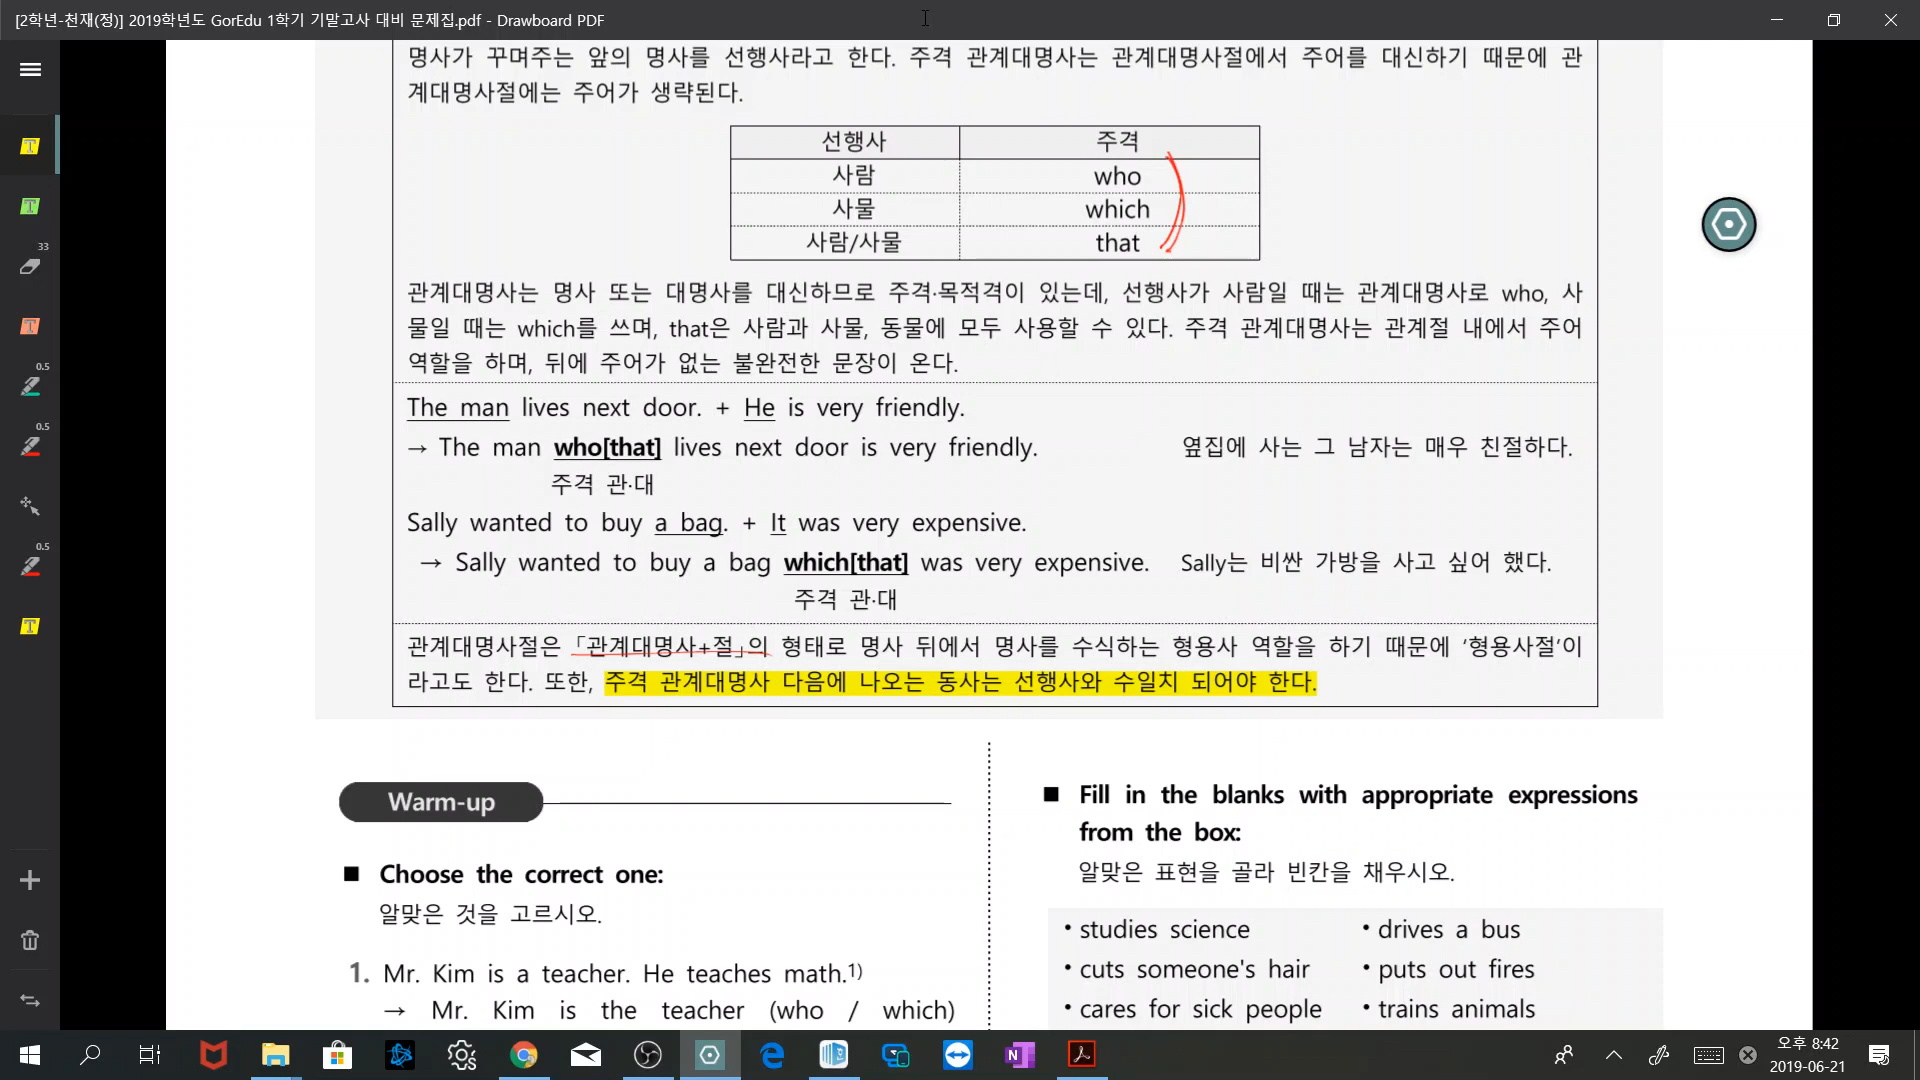 [2학년-천재(정)] 2019학년도 GorEdu 1학기 기말고사 대비 문제집.pdf - Drawboard PDF
명사가 꾸며주는 앞의 명사를 선행사라고 한다. 주격 관계대명사는 관계대명사절에서 주어를 대신하기 때문에 관
계대명사절에는 주어가 생략된다.
선행사 주격
사람 who
사물 which
사람/사물 that
관계대명사는 명사 또는 대명사를 대신하므로 주격·목적격이 있는데, 선행사가 사람일 때는 관계대명사로 who, 사
물일 때는 which를 쓰며, that은 사람과 사물, 동물에 모두 사용할 수 있다. 주격 관계대명사는 관계절 내에서 주어
역할을 하며, 뒤에 주어가 없는 불완전한 문장이 온다.
The man lives next door. + He is very friendly.
→ The man who[that] lives next door is very friendly. 옆집에 사는 그 남자는 매우 친절하다.
주격 관·대
Sally wanted to buy a bag. + It was very expensive.
→ Sally wanted to buy a bag which[that] was very expensive. Sally는 비싼 가방을 사고 싶어 했다.
주격 관·대
관계대명사절은 「관계대명사+절」의 형태로 명사 뒤에서 명사를 수식하는 형용사 역할을 하기 때문에 ‘형용사절’이
라고도 한다. 또한, 주격 관계대명사 다음에 나오는 동사는 선행사와 수일치 되어야 한다.
Warm-up
■ Choose the correct one:
알맞은 것을 고르시오.
1. Mr. Kim is a teacher. He teaches math.1)
→ Mr. Kim is the teacher (who / which)
■ Fill in the blanks with appropriate expressions
from the box:
알맞은 표현을 골라 빈칸을 채우시오.
• studies science • drives a bus
• cuts someone's hair • puts out fires
• cares for sick people • trains animals
33
0.5
0.5
0.5
오후 8:42
2019-06-21